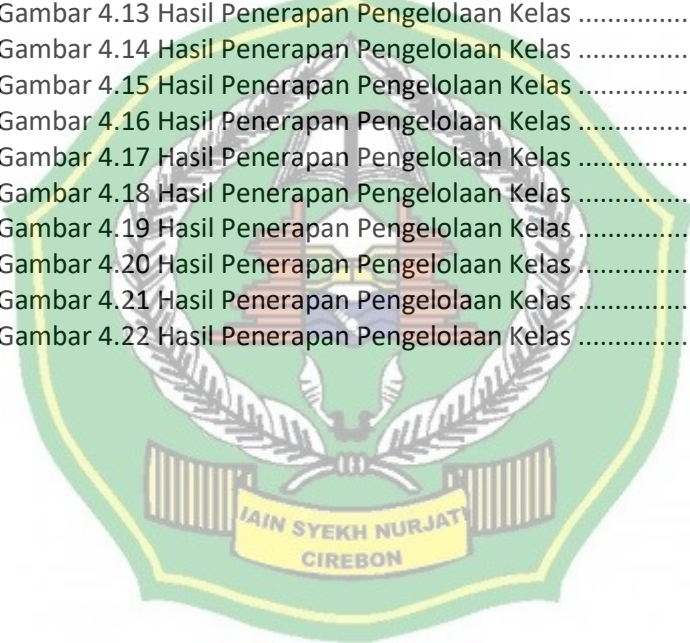 Gambar 4.13 Hasil Penerapan Pengelolaan Kelas ...............
Gambar 4.14 Hasil Penerapan Pengelolaan Kelas ...............
Gambar 4.15 Hasil Penerapan Pengelolaan Kelas ...............
Gambar 4.16 Hasil Penerapan Pengelolaan Kelas ...............
Gambar 4.17 Hasil Penerapan Pengelolaan Kelas ...............
Gambar 4.18 Hasil Penerapan Pengelolaan Kelas ...............
Gambar 4.19 Hasil Penerapan Pengelolaan Kelas ...............
Gambar 4.20 Hasil Penerapan Pengelolaan Kelas ...............
Gambar 4.21 Hasil Penerapan Pengelolaan Kelas ...............
Gambar 4.22 Hasil Penerapan Pengelolaan Kelas ...............
IAIN SYEKH NURJATI
CIREBON